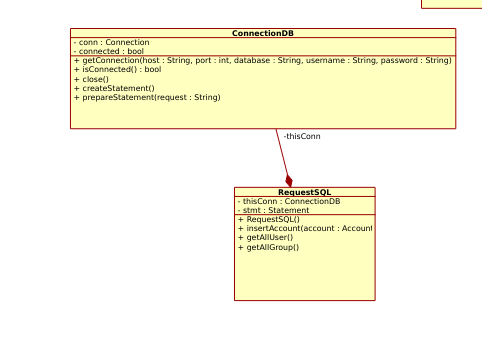 ConnectionDB
- conn : Connection
- connected : bool
+ getConnection(host : String, port : int, database : String, username : String, password : String)
+ isConnected() : bool
+ close()
+ createStatement()
+ prepareStatement(request : String)
-thisConn
RequestSQL
- thisConn : ConnectionDB
- stmt : Statement
+ RequestSQL()
+ insertAccount(account : Account
+ getAllUser()
+ getAllGroup()